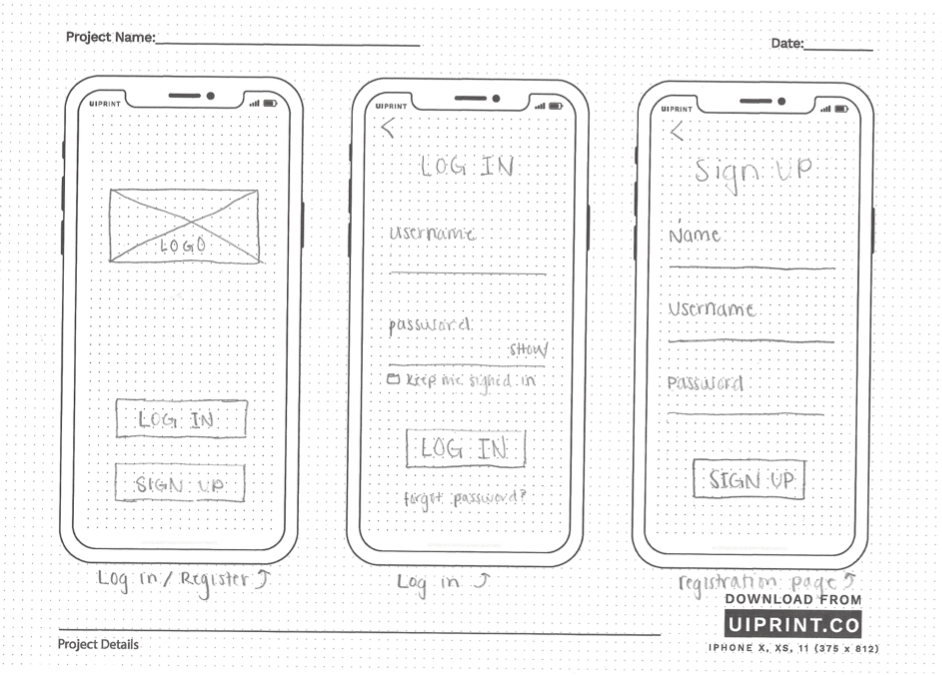 Project Name:
Date:
UIPRINT
LOGO
LOG IN
SIGN UP
Log in/Register
UIPRINT
<
LOG IN
username
password
SHOW
keep me signed in
LOG IN
forgot password?
Log in
UIPRINT
<
Sign UP
Name
Username
Password
SIGN UP
registration page
DOWNLOAD FROM
UIPRINT.CO
IPHONE X, XS, 11 (375 x 812)
Project Details